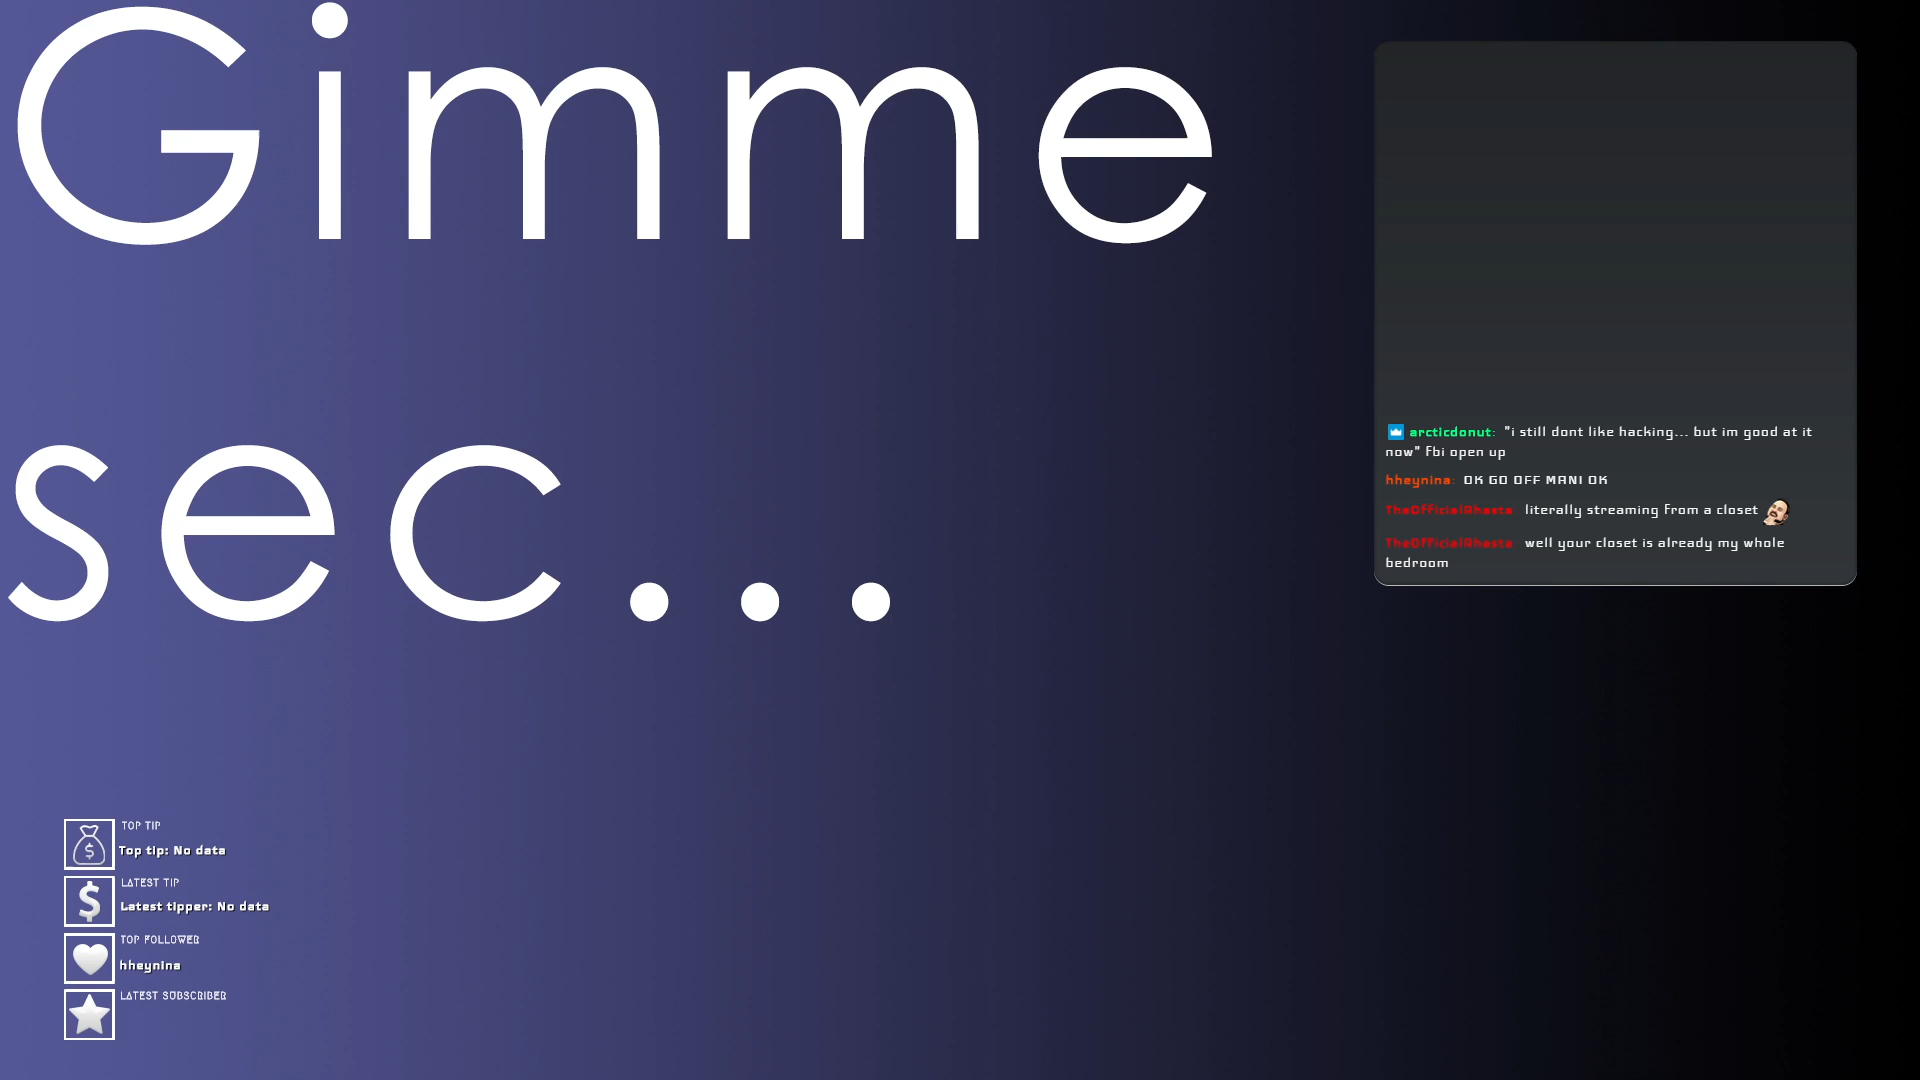 Gimme
sec...
arcticdonut: "i still dont like hacking... but im good at it
now" Fbi open up
hheynina: OK GO OFF MANI OK
TheOfficialRhasta literally streaming from a closet
TheOfficialRhasta well your closet is already my whole
bedroom
TOP TIP
Top tip: No data
LATEST TIP
Latest tipper: No data
TOP FOLLOWER
hheynina
LATEST SUBSCRIBER